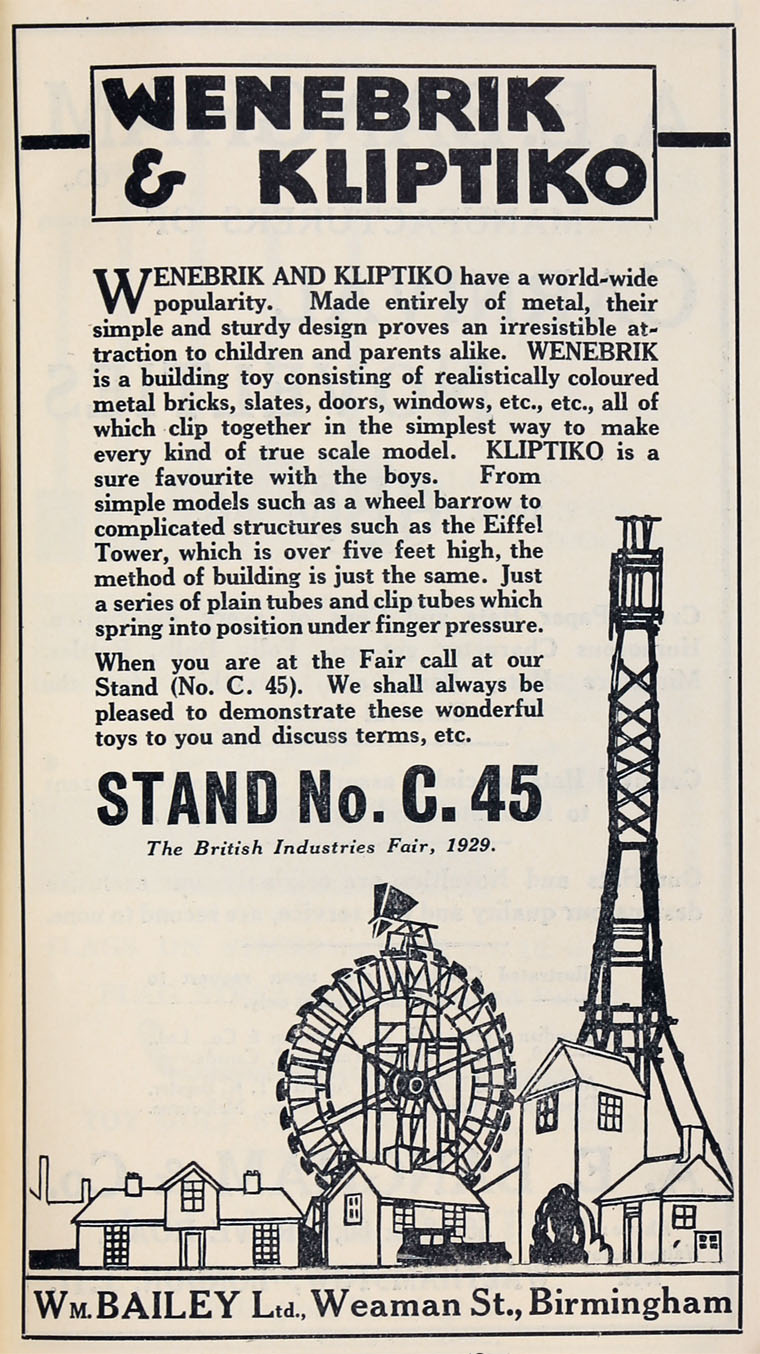 WENEBRIK
& KLIPTIKO
WENEBRIK AND KLIPTIKO have a world-wide
popularity. Made entirely of metal, their
simple and sturdy design proves an irresistible at-
traction to children and parents alike. WENEBRIK
is a building toy consisting of realistically coloured
metal bricks, slates, doors, windows, etc., etc., all of
which clip together in the simplest way to make
every kind of true scale model. KLIPTIKO is a
sure favourite with the boys. From
simple models such as a wheel barrow to
complicated structures such as the Eiffel
Tower, which is over five feet high, the
method of building is just the same. Just
a series of plain tubes and clip tubes which
spring into position under finger pressure.
When you are at the Fair call at our
Stand (No. C. 45). We shall always be
pleased to demonstrate these wonderful
toys to you and discuss terms, etc.
STAND No. C. 45
The British Industries Fair, 1929.
WM. BAILEY Ltd., Weaman St., Birmingham